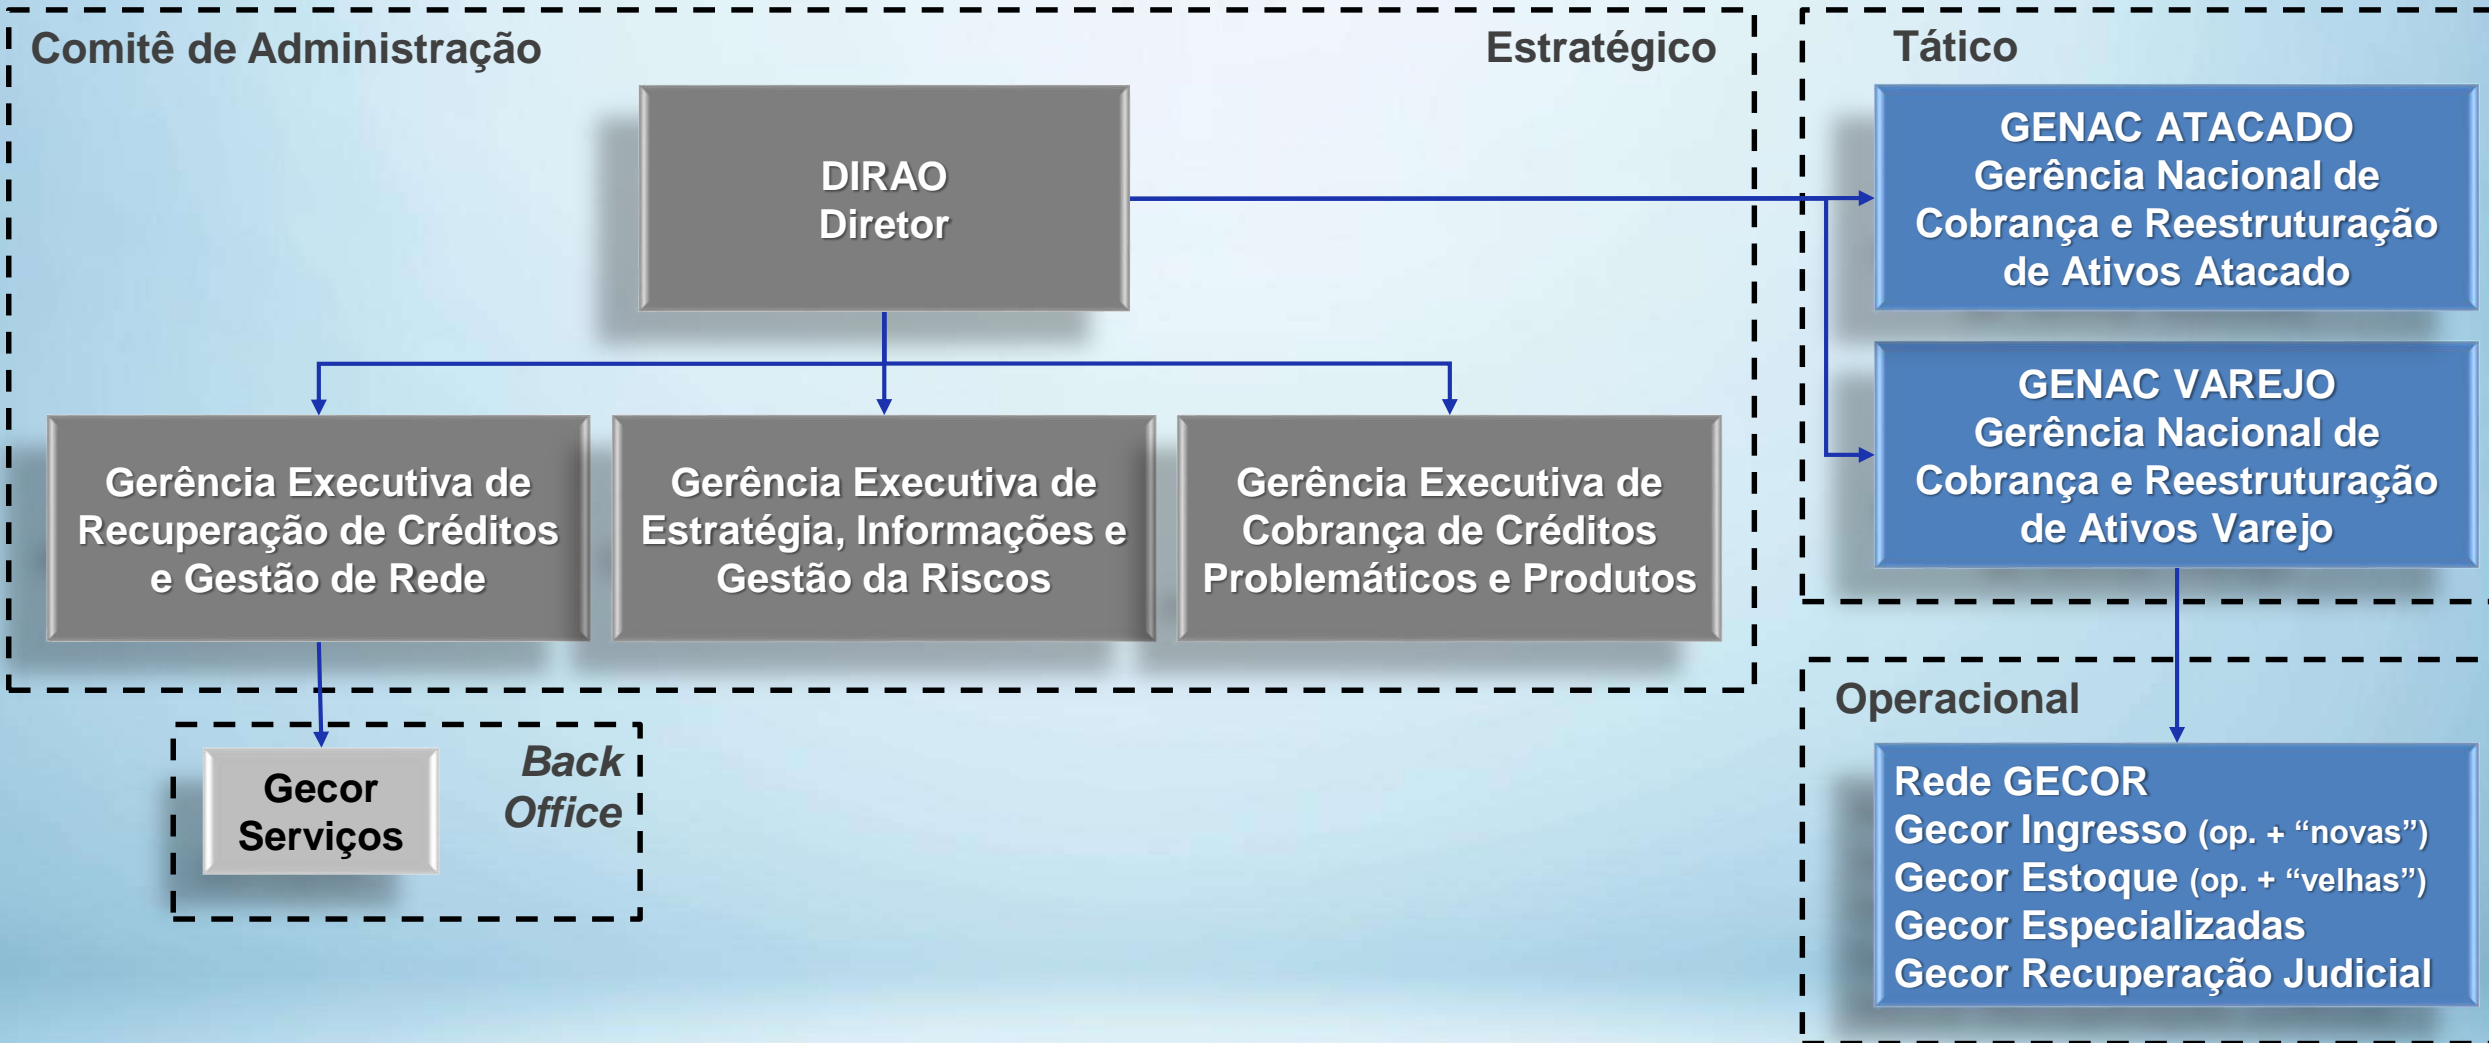 Comitê de Administração
Estratégico
DIRAO
Diretor
Gerência Executiva de
Recuperação de Créditos
e Gestão de Rede
Gerência Executiva de
Estratégia, Informações e
Gestão da Riscos
Gerência Executiva de
Cobrança de Créditos
Problemáticos e Produtos
Back
Office
Gecor
Serviços
Tático
GENAC ATACADO
Gerência Nacional de
Cobrança e Reestruturação
de Ativos Atacado
GENAC VAREJO
Gerência Nacional de
Cobrança e Reestruturação
de Ativos Varejo
Operacional
Rede GECOR
Gecor Ingresso (op. + “novas”)
Gecor Estoque (op. + “velhas”)
Gecor Especializadas
Gecor Recuperação Judicial